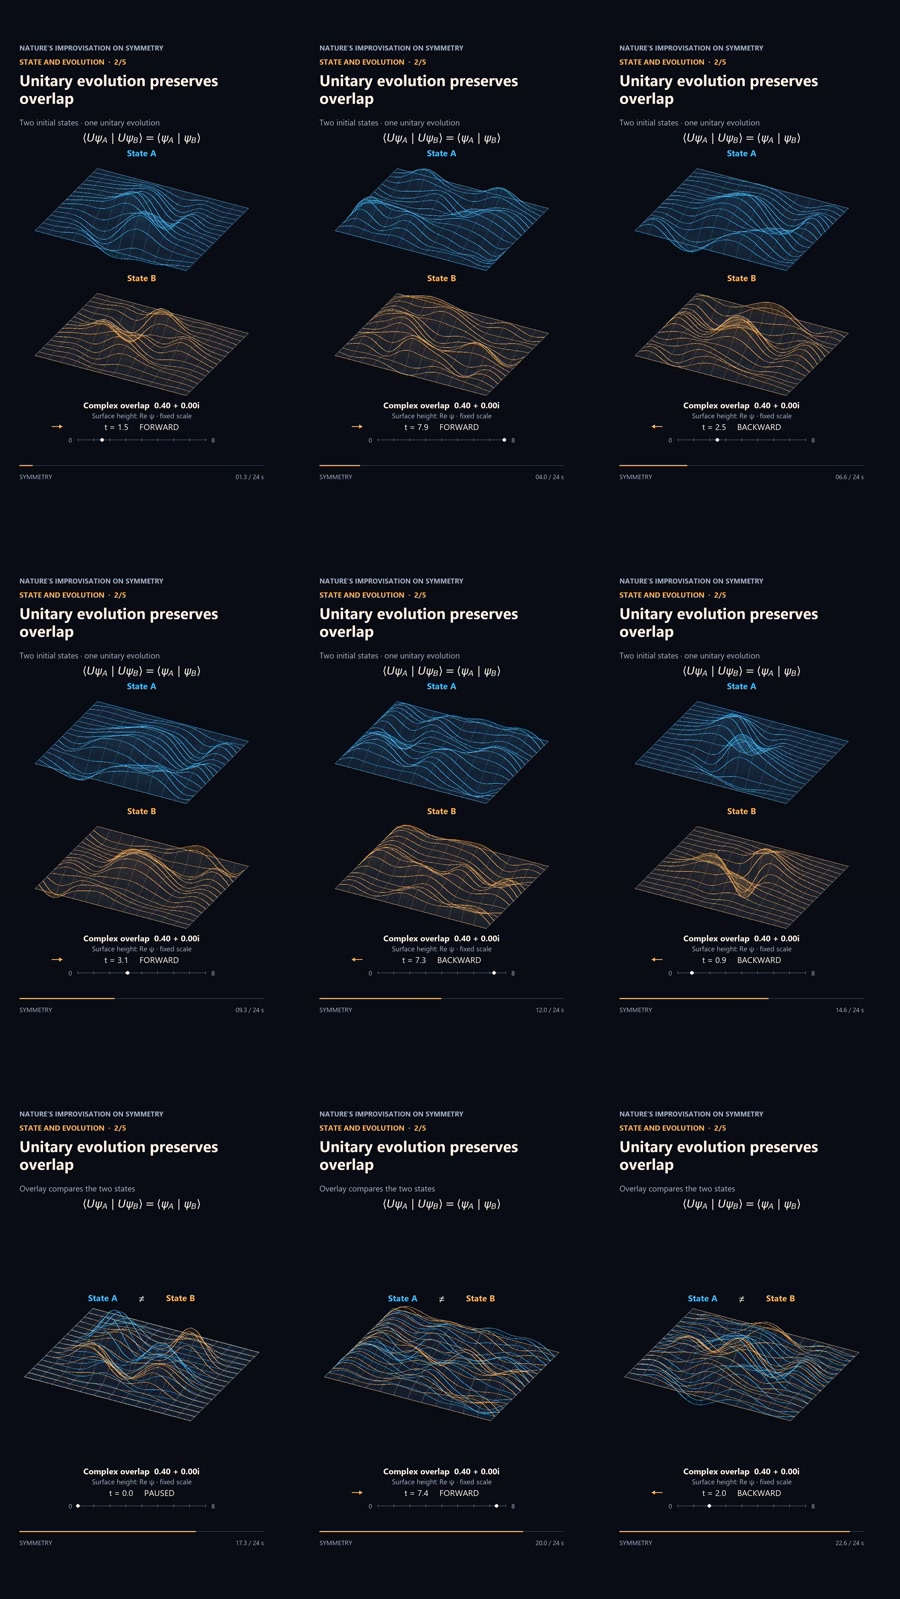 NATURE'S IMPROVISATION ON SYMMETRY
STATE AND EVOLUTION · 2/5
Unitary evolution preserves
overlap
Two initial states · one unitary evolution
⟨Uψ_A | Uψ_B⟩ = ⟨ψ_A | ψ_B⟩
State A
State B
Complex overlap 0.40 + 0.00i
Surface height: Re ψ · fixed scale
→ t = 1.5 FORWARD
0 8
SYMMETRY 01.3 / 24 s
NATURE'S IMPROVISATION ON SYMMETRY
STATE AND EVOLUTION · 2/5
Unitary evolution preserves
overlap
Two initial states · one unitary evolution
⟨Uψ_A | Uψ_B⟩ = ⟨ψ_A | ψ_B⟩
State A
State B
Complex overlap 0.40 + 0.00i
Surface height: Re ψ · fixed scale
→ t = 7.9 FORWARD
0 8
SYMMETRY 04.0 / 24 s
NATURE'S IMPROVISATION ON SYMMETRY
STATE AND EVOLUTION · 2/5
Unitary evolution preserves
overlap
Two initial states · one unitary evolution
⟨Uψ_A | Uψ_B⟩ = ⟨ψ_A | ψ_B⟩
State A
State B
Complex overlap 0.40 + 0.00i
Surface height: Re ψ · fixed scale
← t = 2.5 BACKWARD
0 8
SYMMETRY 06.6 / 24 s
NATURE'S IMPROVISATION ON SYMMETRY
STATE AND EVOLUTION · 2/5
Unitary evolution preserves
overlap
Two initial states · one unitary evolution
⟨Uψ_A | Uψ_B⟩ = ⟨ψ_A | ψ_B⟩
State A
State B
Complex overlap 0.40 + 0.00i
Surface height: Re ψ · fixed scale
→ t = 3.1 FORWARD
0 8
SYMMETRY 09.3 / 24 s
NATURE'S IMPROVISATION ON SYMMETRY
STATE AND EVOLUTION · 2/5
Unitary evolution preserves
overlap
Two initial states · one unitary evolution
⟨Uψ_A | Uψ_B⟩ = ⟨ψ_A | ψ_B⟩
State A
State B
Complex overlap 0.40 + 0.00i
Surface height: Re ψ · fixed scale
← t = 7.3 BACKWARD
0 8
SYMMETRY 12.0 / 24 s
NATURE'S IMPROVISATION ON SYMMETRY
STATE AND EVOLUTION · 2/5
Unitary evolution preserves
overlap
Two initial states · one unitary evolution
⟨Uψ_A | Uψ_B⟩ = ⟨ψ_A | ψ_B⟩
State A
State B
Complex overlap 0.40 + 0.00i
Surface height: Re ψ · fixed scale
← t = 0.9 BACKWARD
0 8
SYMMETRY 14.6 / 24 s
NATURE'S IMPROVISATION ON SYMMETRY
STATE AND EVOLUTION · 2/5
Unitary evolution preserves
overlap
Overlay compares the two states
⟨Uψ_A | Uψ_B⟩ = ⟨ψ_A | ψ_B⟩
State A ≠ State B
Complex overlap 0.40 + 0.00i
Surface height: Re ψ · fixed scale
t = 0.0 PAUSED
0 8
SYMMETRY 17.3 / 24 s
NATURE'S IMPROVISATION ON SYMMETRY
STATE AND EVOLUTION · 2/5
Unitary evolution preserves
overlap
Overlay compares the two states
⟨Uψ_A | Uψ_B⟩ = ⟨ψ_A | ψ_B⟩
State A ≠ State B
Complex overlap 0.40 + 0.00i
Surface height: Re ψ · fixed scale
→ t = 7.4 FORWARD
0 8
SYMMETRY 20.0 / 24 s
NATURE'S IMPROVISATION ON SYMMETRY
STATE AND EVOLUTION · 2/5
Unitary evolution preserves
overlap
Overlay compares the two states
⟨Uψ_A | Uψ_B⟩ = ⟨ψ_A | ψ_B⟩
State A ≠ State B
Complex overlap 0.40 + 0.00i
Surface height: Re ψ · fixed scale
← t = 2.0 BACKWARD
0 8
SYMMETRY 22.6 / 24 s